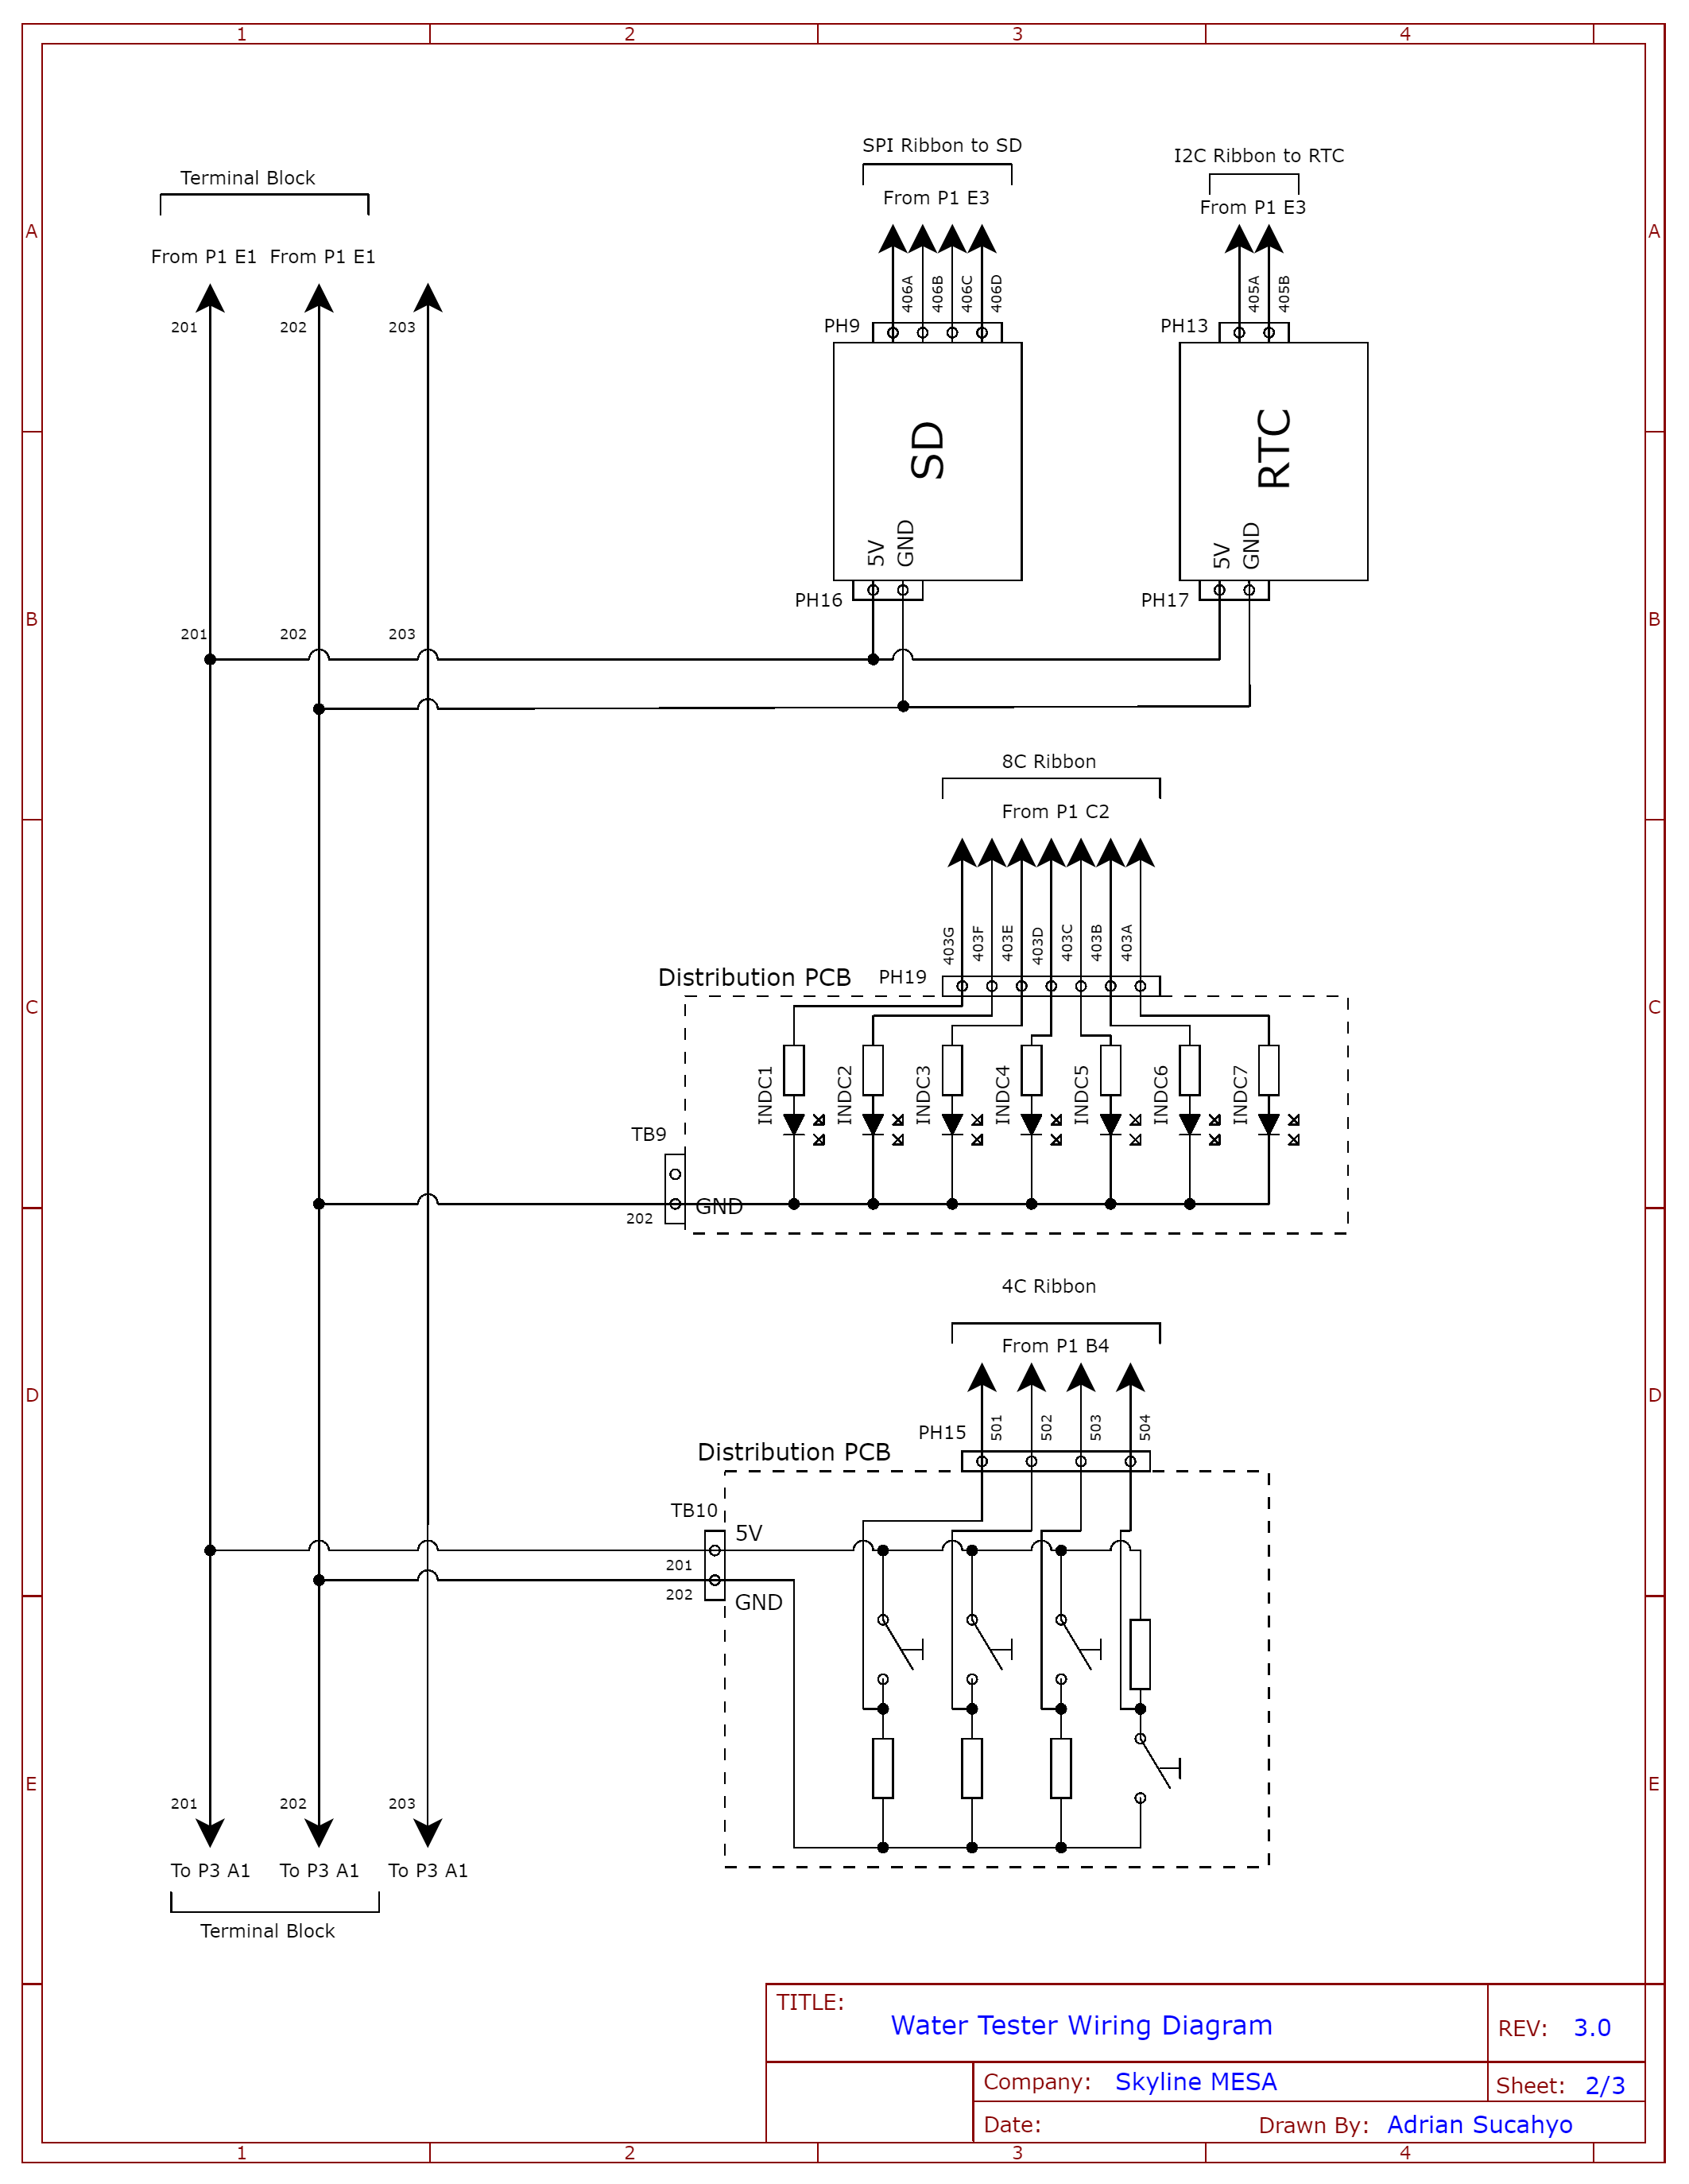 1 2 3 4
SPI Ribbon to SD
I2C Ribbon to RTC
Terminal Block
From P1 E3
From P1 E3
A A
From P1 E1 From P1 E1
406A 406B 406C 406D
405A 405B
201 202 203
PH9
PH13
SD
RTC
5V GND
5V GND
PH16
PH17
B B
201 202 203
8C Ribbon
From P1 C2
403G 403F 403E 403D 403C 403B 403A
Distribution PCB
PH19
C C
INDC1 INDC2 INDC3 INDC4 INDC5 INDC6 INDC7
TB9
GND
202
4C Ribbon
From P1 B4
D D
501 502 503 504
PH15
Distribution PCB
TB10
5V
201
202
GND
E E
201 202 203
To P3 A1 To P3 A1 To P3 A1
Terminal Block
TITLE:
Water Tester Wiring Diagram
REV: 3.0
Company: Skyline MESA
Sheet: 2/3
Date:
Drawn By: Adrian Sucahyo
1 2 3 4